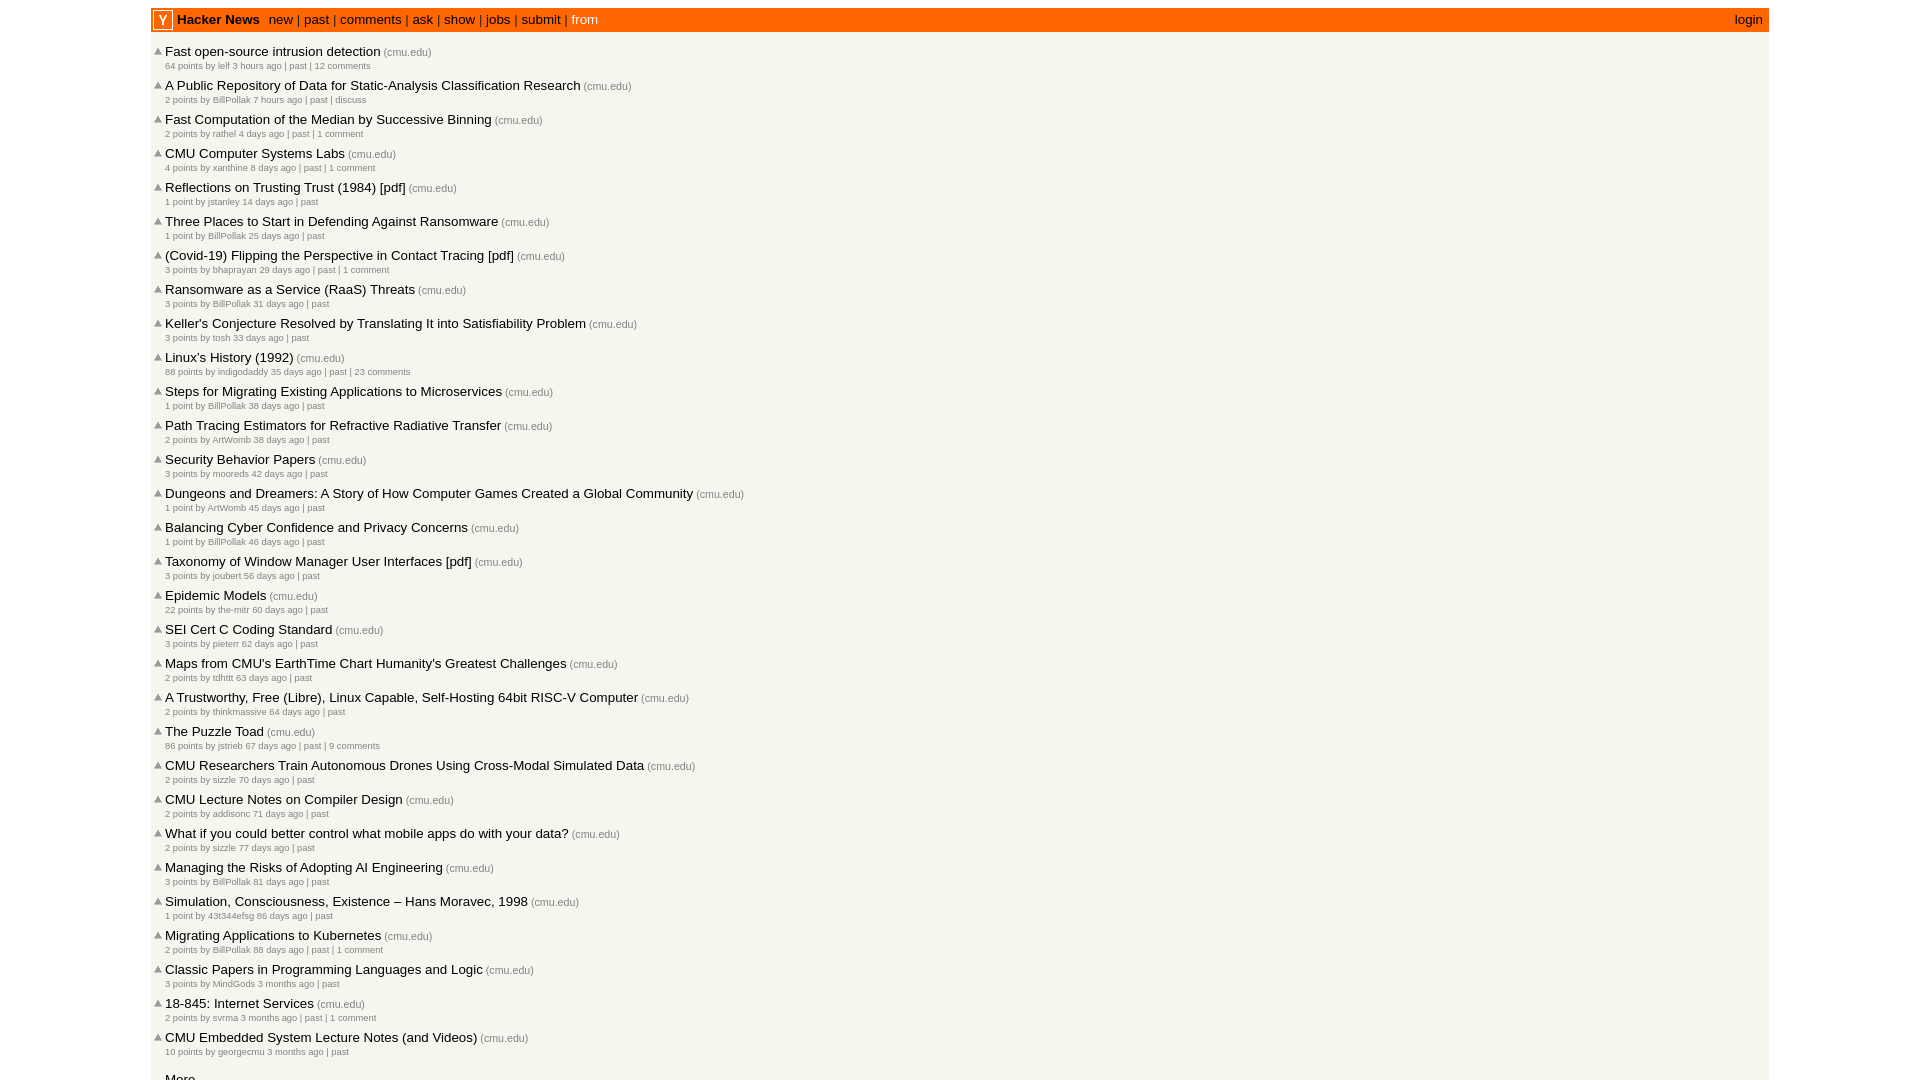 Y Hacker News new | past | comments | ask | show | jobs | submit | from login
Fast open-source intrusion detection (cmu.edu)
64 points by lelf 3 hours ago | past | 12 comments
A Public Repository of Data for Static-Analysis Classification Research (cmu.edu)
2 points by BillPollak 7 hours ago | past | discuss
Fast Computation of the Median by Successive Binning (cmu.edu)
2 points by rathel 4 days ago | past | 1 comment
CMU Computer Systems Labs (cmu.edu)
4 points by xanthine 8 days ago | past | 1 comment
Reflections on Trusting Trust (1984) [pdf] (cmu.edu)
1 point by jstanley 14 days ago | past
Three Places to Start in Defending Against Ransomware (cmu.edu)
1 point by BillPollak 25 days ago | past
(Covid-19) Flipping the Perspective in Contact Tracing [pdf] (cmu.edu)
3 points by bhaprayan 29 days ago | past | 1 comment
Ransomware as a Service (RaaS) Threats (cmu.edu)
3 points by BillPollak 31 days ago | past
Keller's Conjecture Resolved by Translating It into Satisfiability Problem (cmu.edu)
3 points by tosh 33 days ago | past
Linux’s History (1992) (cmu.edu)
88 points by indigodaddy 35 days ago | past | 23 comments
Steps for Migrating Existing Applications to Microservices (cmu.edu)
1 point by BillPollak 38 days ago | past
Path Tracing Estimators for Refractive Radiative Transfer (cmu.edu)
2 points by ArtWomb 38 days ago | past
Security Behavior Papers (cmu.edu)
3 points by mooreds 42 days ago | past
Dungeons and Dreamers: A Story of How Computer Games Created a Global Community (cmu.edu)
1 point by ArtWomb 45 days ago | past
Balancing Cyber Confidence and Privacy Concerns (cmu.edu)
1 point by BillPollak 46 days ago | past
Taxonomy of Window Manager User Interfaces [pdf] (cmu.edu)
3 points by joubert 56 days ago | past
Epidemic Models (cmu.edu)
22 points by the-mitr 60 days ago | past
SEI Cert C Coding Standard (cmu.edu)
3 points by pieterr 62 days ago | past
Maps from CMU's EarthTime Chart Humanity's Greatest Challenges (cmu.edu)
2 points by tdhttt 63 days ago | past
A Trustworthy, Free (Libre), Linux Capable, Self-Hosting 64bit RISC-V Computer (cmu.edu)
2 points by thinkmassive 64 days ago | past
The Puzzle Toad (cmu.edu)
86 points by jstrieb 67 days ago | past | 9 comments
CMU Researchers Train Autonomous Drones Using Cross-Modal Simulated Data (cmu.edu)
2 points by sizzle 70 days ago | past
CMU Lecture Notes on Compiler Design (cmu.edu)
2 points by addisonc 71 days ago | past
What if you could better control what mobile apps do with your data? (cmu.edu)
2 points by sizzle 77 days ago | past
Managing the Risks of Adopting AI Engineering (cmu.edu)
3 points by BillPollak 81 days ago | past
Simulation, Consciousness, Existence – Hans Moravec, 1998 (cmu.edu)
1 point by 43t344efsg 86 days ago | past
Migrating Applications to Kubernetes (cmu.edu)
2 points by BillPollak 88 days ago | past | 1 comment
Classic Papers in Programming Languages and Logic (cmu.edu)
3 points by MindGods 3 months ago | past
18-845: Internet Services (cmu.edu)
2 points by svrma 3 months ago | past | 1 comment
CMU Embedded System Lecture Notes (and Videos) (cmu.edu)
10 points by georgecmu 3 months ago | past
More